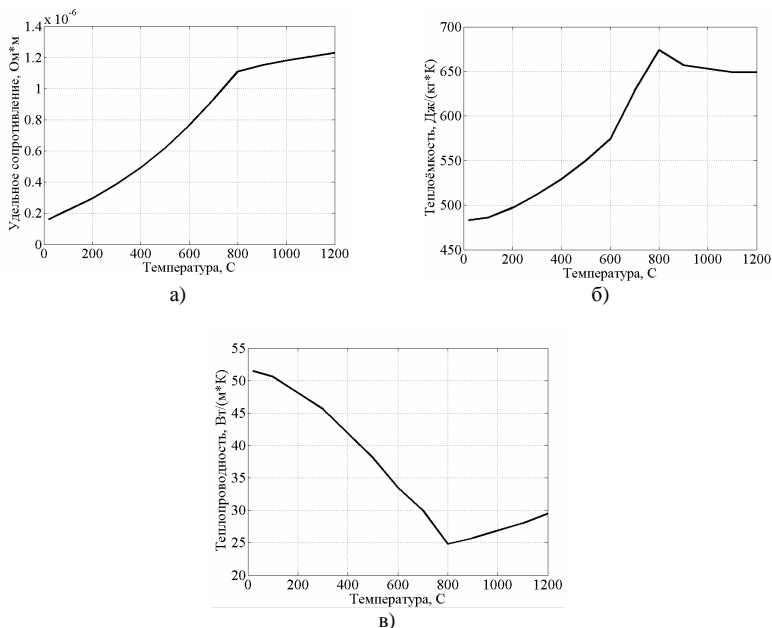 x 10⁻⁶
1.4
1.2
1
0.8
0.6
0.4
0.2
0
Удельное сопротивление, Ом*м
0 200 400 600 800 1000 1200
Температура, С
а)
700
650
600
550
500
450
Теплоёмкость, Дж/(кг*К)
0 200 400 600 800 1000 1200
Температура, С
б)
55
50
45
40
35
30
25
20
Теплопроводность, Вт/(м*К)
0 200 400 600 800 1000 1200
Температура, С
в)